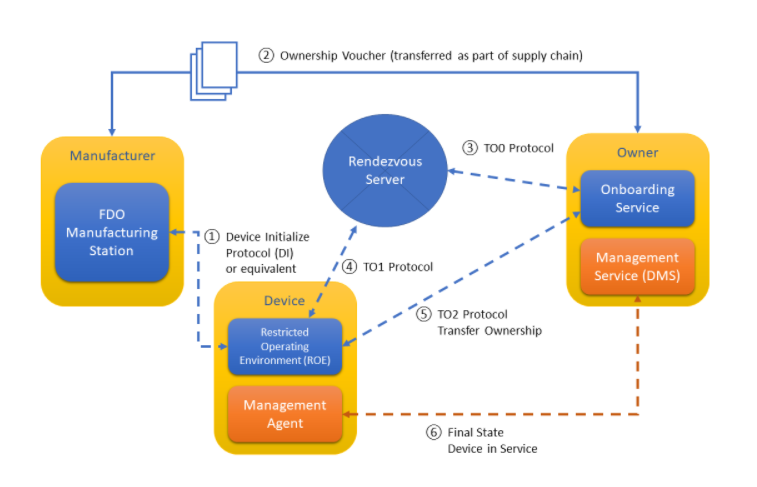 ② Ownership Voucher (transferred as part of supply chain)
Manufacturer
FDO
Manufacturing
Station
Rendezvous
Server
③ TO0 Protocol
Owner
Onboarding
Service
Management
Service (DMS)
① Device Initialize
Protocol (DI)
or equivalent
④ TO1 Protocol
Device
Restricted
Operating
Environment (ROE)
Management
Agent
⑤ TO2 Protocol
Transfer Ownership
⑥ Final State
Device in Service